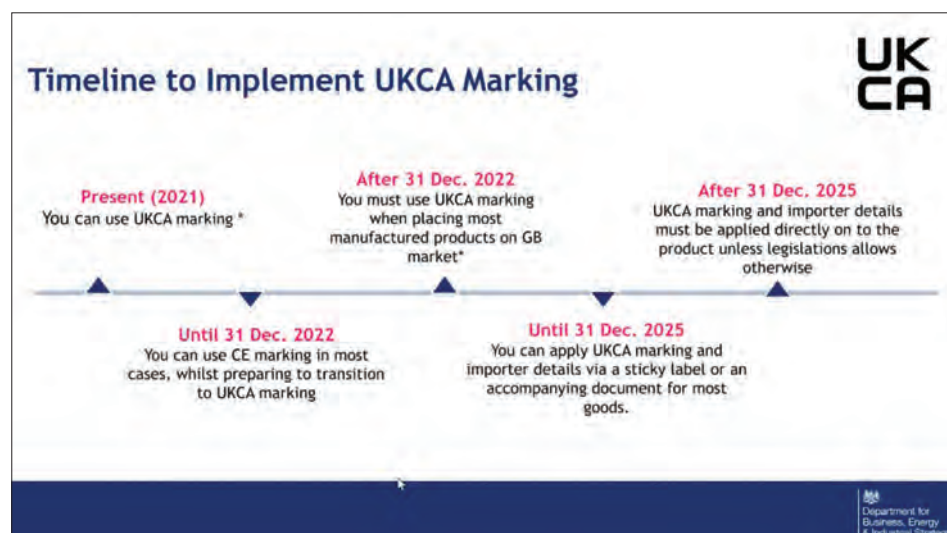 UK
CA
Timeline to Implement UKCA Marking
Present (2021)
You can use UKCA marking *
Until 31 Dec. 2022
You can use CE marking in most
cases, whilst preparing to transition
to UKCA marking
After 31 Dec. 2022
You must use UKCA marking
when placing most
manufactured products on GB
market*
Until 31 Dec. 2025
You can apply UKCA marking and
importer details via a sticky label or an
accompanying document for most
goods.
After 31 Dec. 2025
UKCA marking and importer details
must be applied directly on to the
product unless legislations allows
otherwise
Department for
Business, Energy
& Industrial Strategy